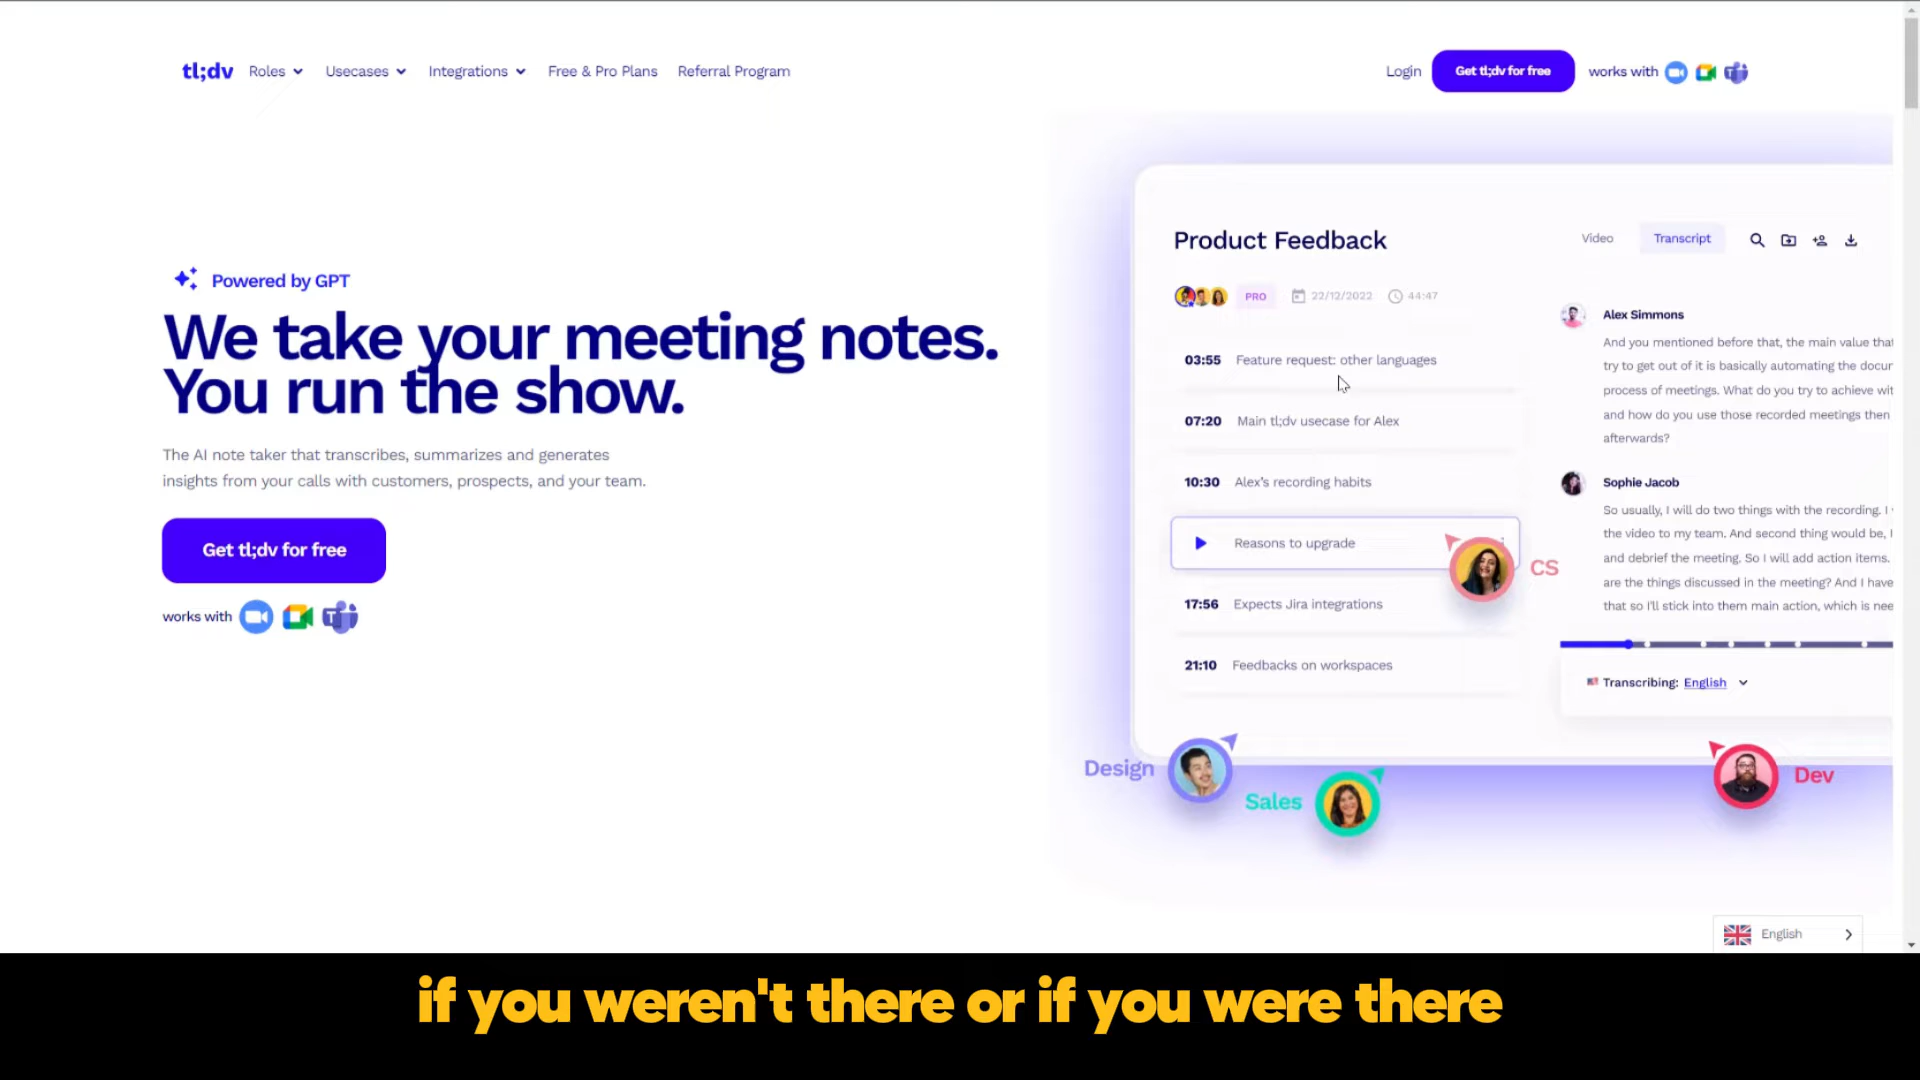 tl;dv Roles Usecases Integrations Free & Pro Plans Referral Program Login Get tl;dv for free works with
Powered by GPT
We take your meeting notes.
You run the show.
The AI note taker that transcribes, summarizes and generates
insights from your calls with customers, prospects, and your team.
Get tl;dv for free
works with
Product Feedback
Video Transcript
PRO 22/12/2022 44:47
03:55 Feature request: other languages
07:20 Main tl;dv usecase for Alex
10:30 Alex's recording habits
Reasons to upgrade
17:56 Expects Jira integrations
21:10 Feedbacks on workspaces
CS
Alex Simmons
And you mentioned before that, the main value that
try to get out of it is basically automating the
process of meetings. What do you try to achieve
and how do you use those recorded meetings then
afterwards?
Sophie Jacob
So usually, I will do two things with the recording. I
the video to my team. And second thing would be,
and debrief the meeting. So I will add action items.
are the things discussed in the meeting? And I have
that so I'll stick into them main action, which is
Transcribing: English
Design
Sales
Dev
English
if you weren't there or if you were there